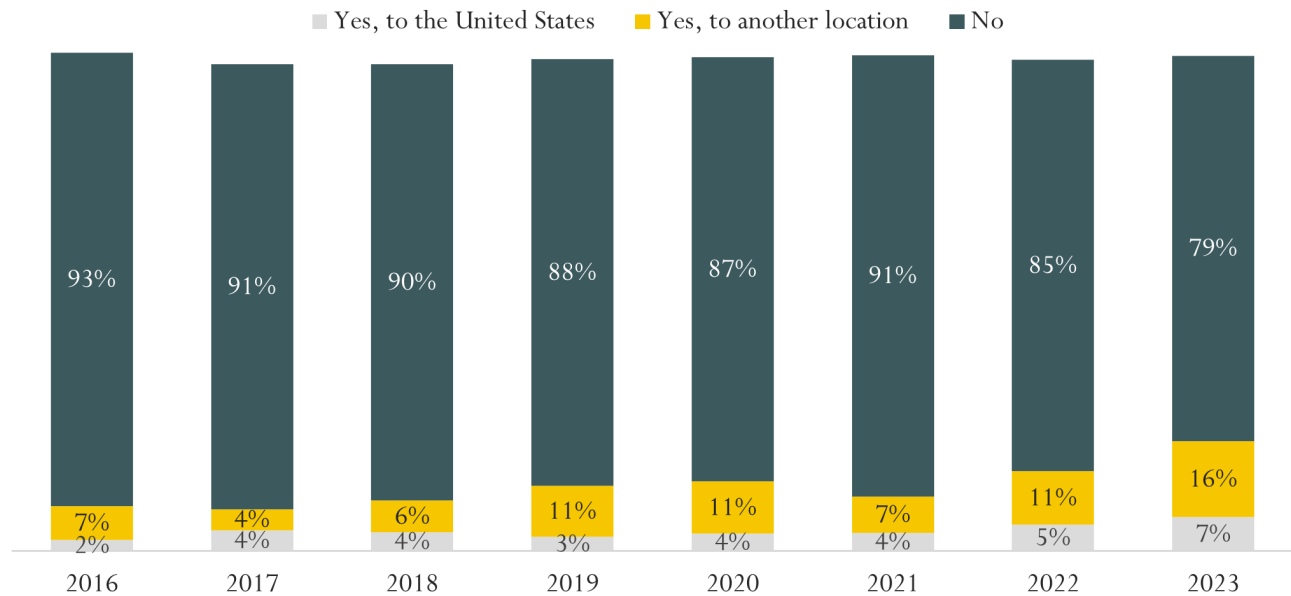 Yes, to the United States Yes, to another location No
93% 91% 90% 88% 87% 91% 85% 79%
7% 4% 6% 11% 11% 7% 11% 16%
2% 4% 4% 3% 4% 4% 5% 7%
2016 2017 2018 2019 2020 2021 2022 2023